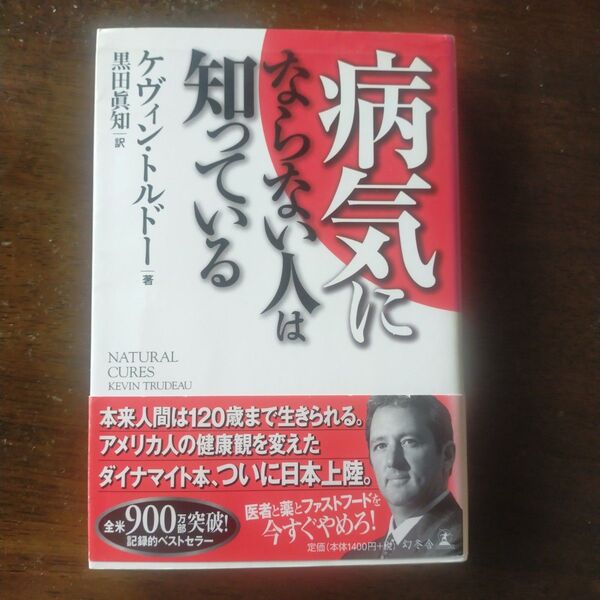 病気に
ならない人は
知っている
ケヴィン・トルドー 著
黒田眞知 訳
NATURAL
CURES
KEVIN TRUDEAU
本来人間は120歳まで生きられる。
アメリカ人の健康観を変えた
ダイナマイト本、ついに日本上陸。
全米900万部突破!
記録的ベストセラー
医者と薬とファストフードを
今すぐやめろ!
定価(本体1400円+税) 幻冬舎